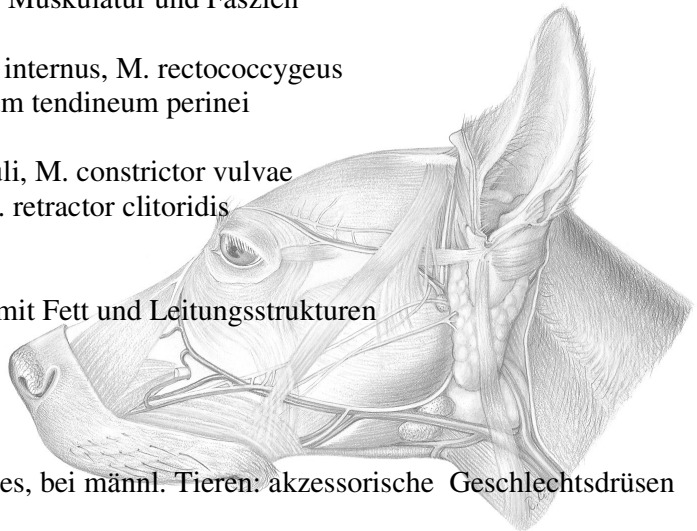 Muskulatur und Faszien
internus, M. rectococcygeus
um tendineum perinei
uli, M. constrictor vulvae
. retractor clitoridis
mit Fett und Leitungsstrukturen
es, bei männl. Tieren: akzessorische Geschlechtsdrüsen